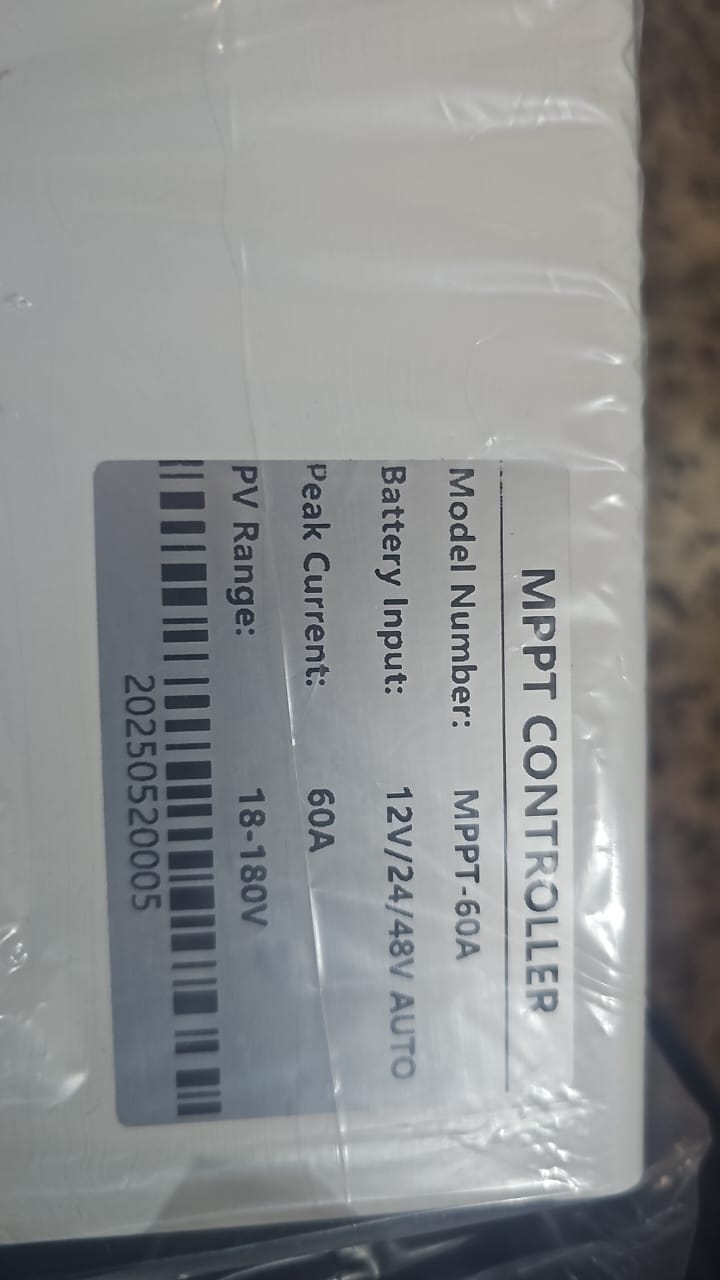 MPPT CONTROLLER
Model Number: MPPT-60A
Battery Input: 12V/24/48V AUTO
Peak Current: 60A
PV Range: 18-180V
20250520005